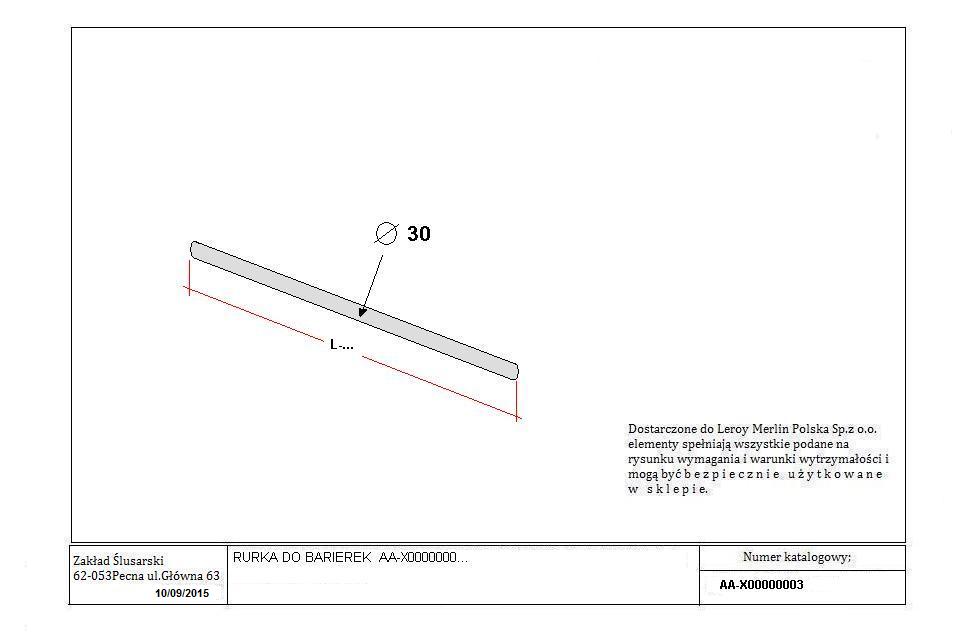 30
L-...
Dostarczone do Leroy Merlin Polska Sp.z o.o.
elementy spełniają wszystkie podane na
rysunku wymagania i warunki wytrzymałości i
mogą być b e z p i e c z n i e u ż y t k o w a n e
w s k l e p i e.
Zakład Ślusarski
62-053Pecna ul.Główna 63
10/09/2015
RURKA DO BARIEREK AA-X0000000...
Numer katalogowy;
AA-X00000003